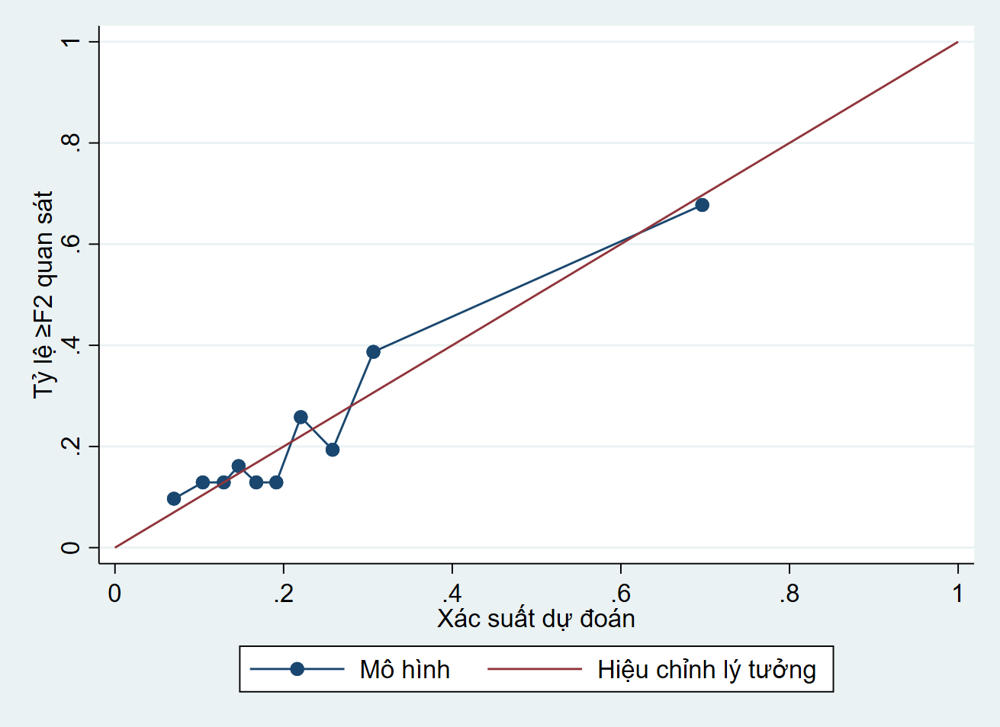 Tỷ lệ ≥F2 quan sát
1
.8
.6
.4
.2
0
0 .2 .4 .6 .8 1
Xác suất dự đoán
Mô hình Hiệu chỉnh lý tưởng